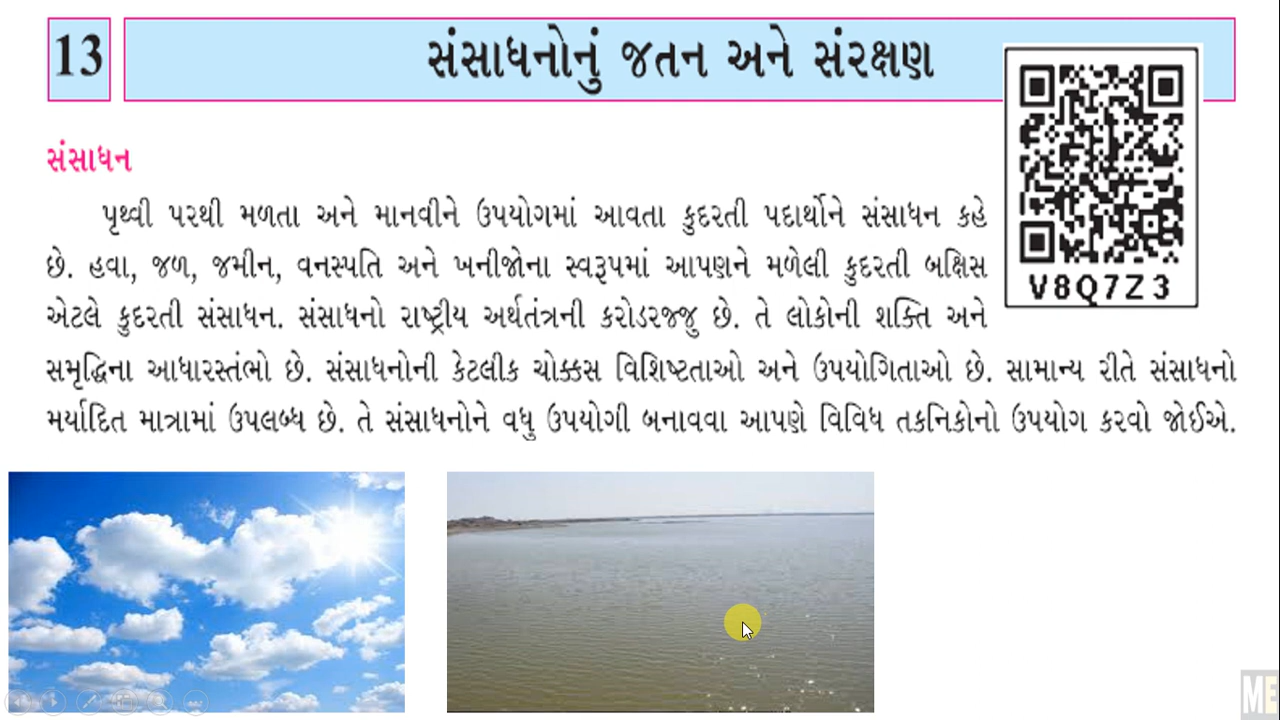 13
સંસાધનોનું જતન અને સંરક્ષણ
સંસાધન
પૃથ્વી પરથી મળતા અને માનવીને ઉપયોગમાં આવતા કુદરતી પદાર્થોને સંસાધન કહે
છે. હવા, જળ, જમીન, વનસ્પતિ અને ખનીજોના સ્વરૂપમાં આપણને મળેલી કુદરતી બક્ષિસ
એટલે કુદરતી સંસાધન. સંસાધનો રાષ્ટ્રીય અર્થતંત્રની કરોડરજ્જુ છે. તે લોકોની શક્તિ અને
સમૃદ્ધિના આધારસ્તંભો છે. સંસાધનોની કેટલીક ચોક્કસ વિશિષ્ટતાઓ અને ઉપયોગિતાઓ છે. સામાન્ય રીતે સંસાધનો
મર્યાદિત માત્રામાં ઉપલબ્ધ છે. તે સંસાધનોને વધુ ઉપયોગી બનાવવા આપણે વિવિધ તકનિકોનો ઉપયોગ કરવો જોઈએ.
V8Q7Z3
ME